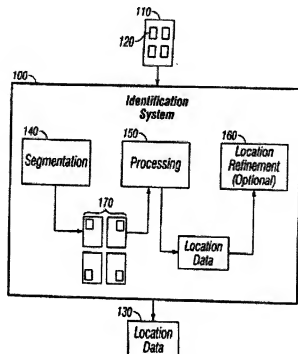 110
120
100
Identification
System
140
150
160
Segmentation
Processing
Location
Refinement
(Optional)
170
Location
Data
130
Location
Data